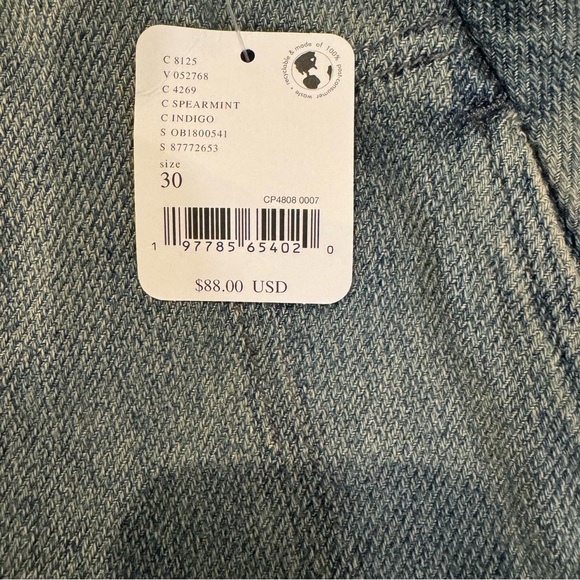 C 8125
V 052768
C 4269
C SPEARMINT
C INDIGO
S OB1800541
S 87772653
size
30
recyclable & made of 100% post-consumer waste •
CP4808 0007
1 97785 65402 0
$88.00 USD